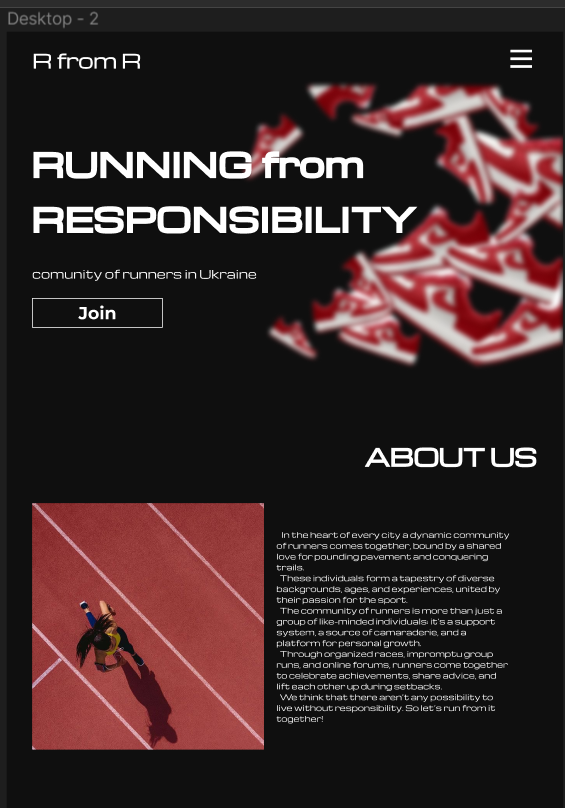 Desktop - 2
R from R
RUNNING from
RESPONSIBILITY
comunity of runners in Ukraine
Join
ABOUT US
In the heart of every city a dynamic community
of runners comes together, bound by a shared
love for pounding pavement and conquering
trails.
These individuals form a tapestry of diverse
backgrounds, ages, and experiences, united by
their passion for the sport.
The community of runners is more than just a
group of like-minded individuals it's a support
system, a source of camaraderie, and a
platform for personal growth.
Through organized races, impromptu group
runs, and online forums, runners come together
to celebrate achievements, share advice, and
lift each other up during setbacks.
We think that there aren't any possibility to
live without responsibility. So let's run from it
together!